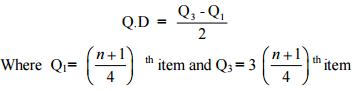 Q.D = Q₃ - Q₁ / 2
Where Q₁= (n+1 / 4) th item and Q₃ = 3 (n+1 / 4) th item